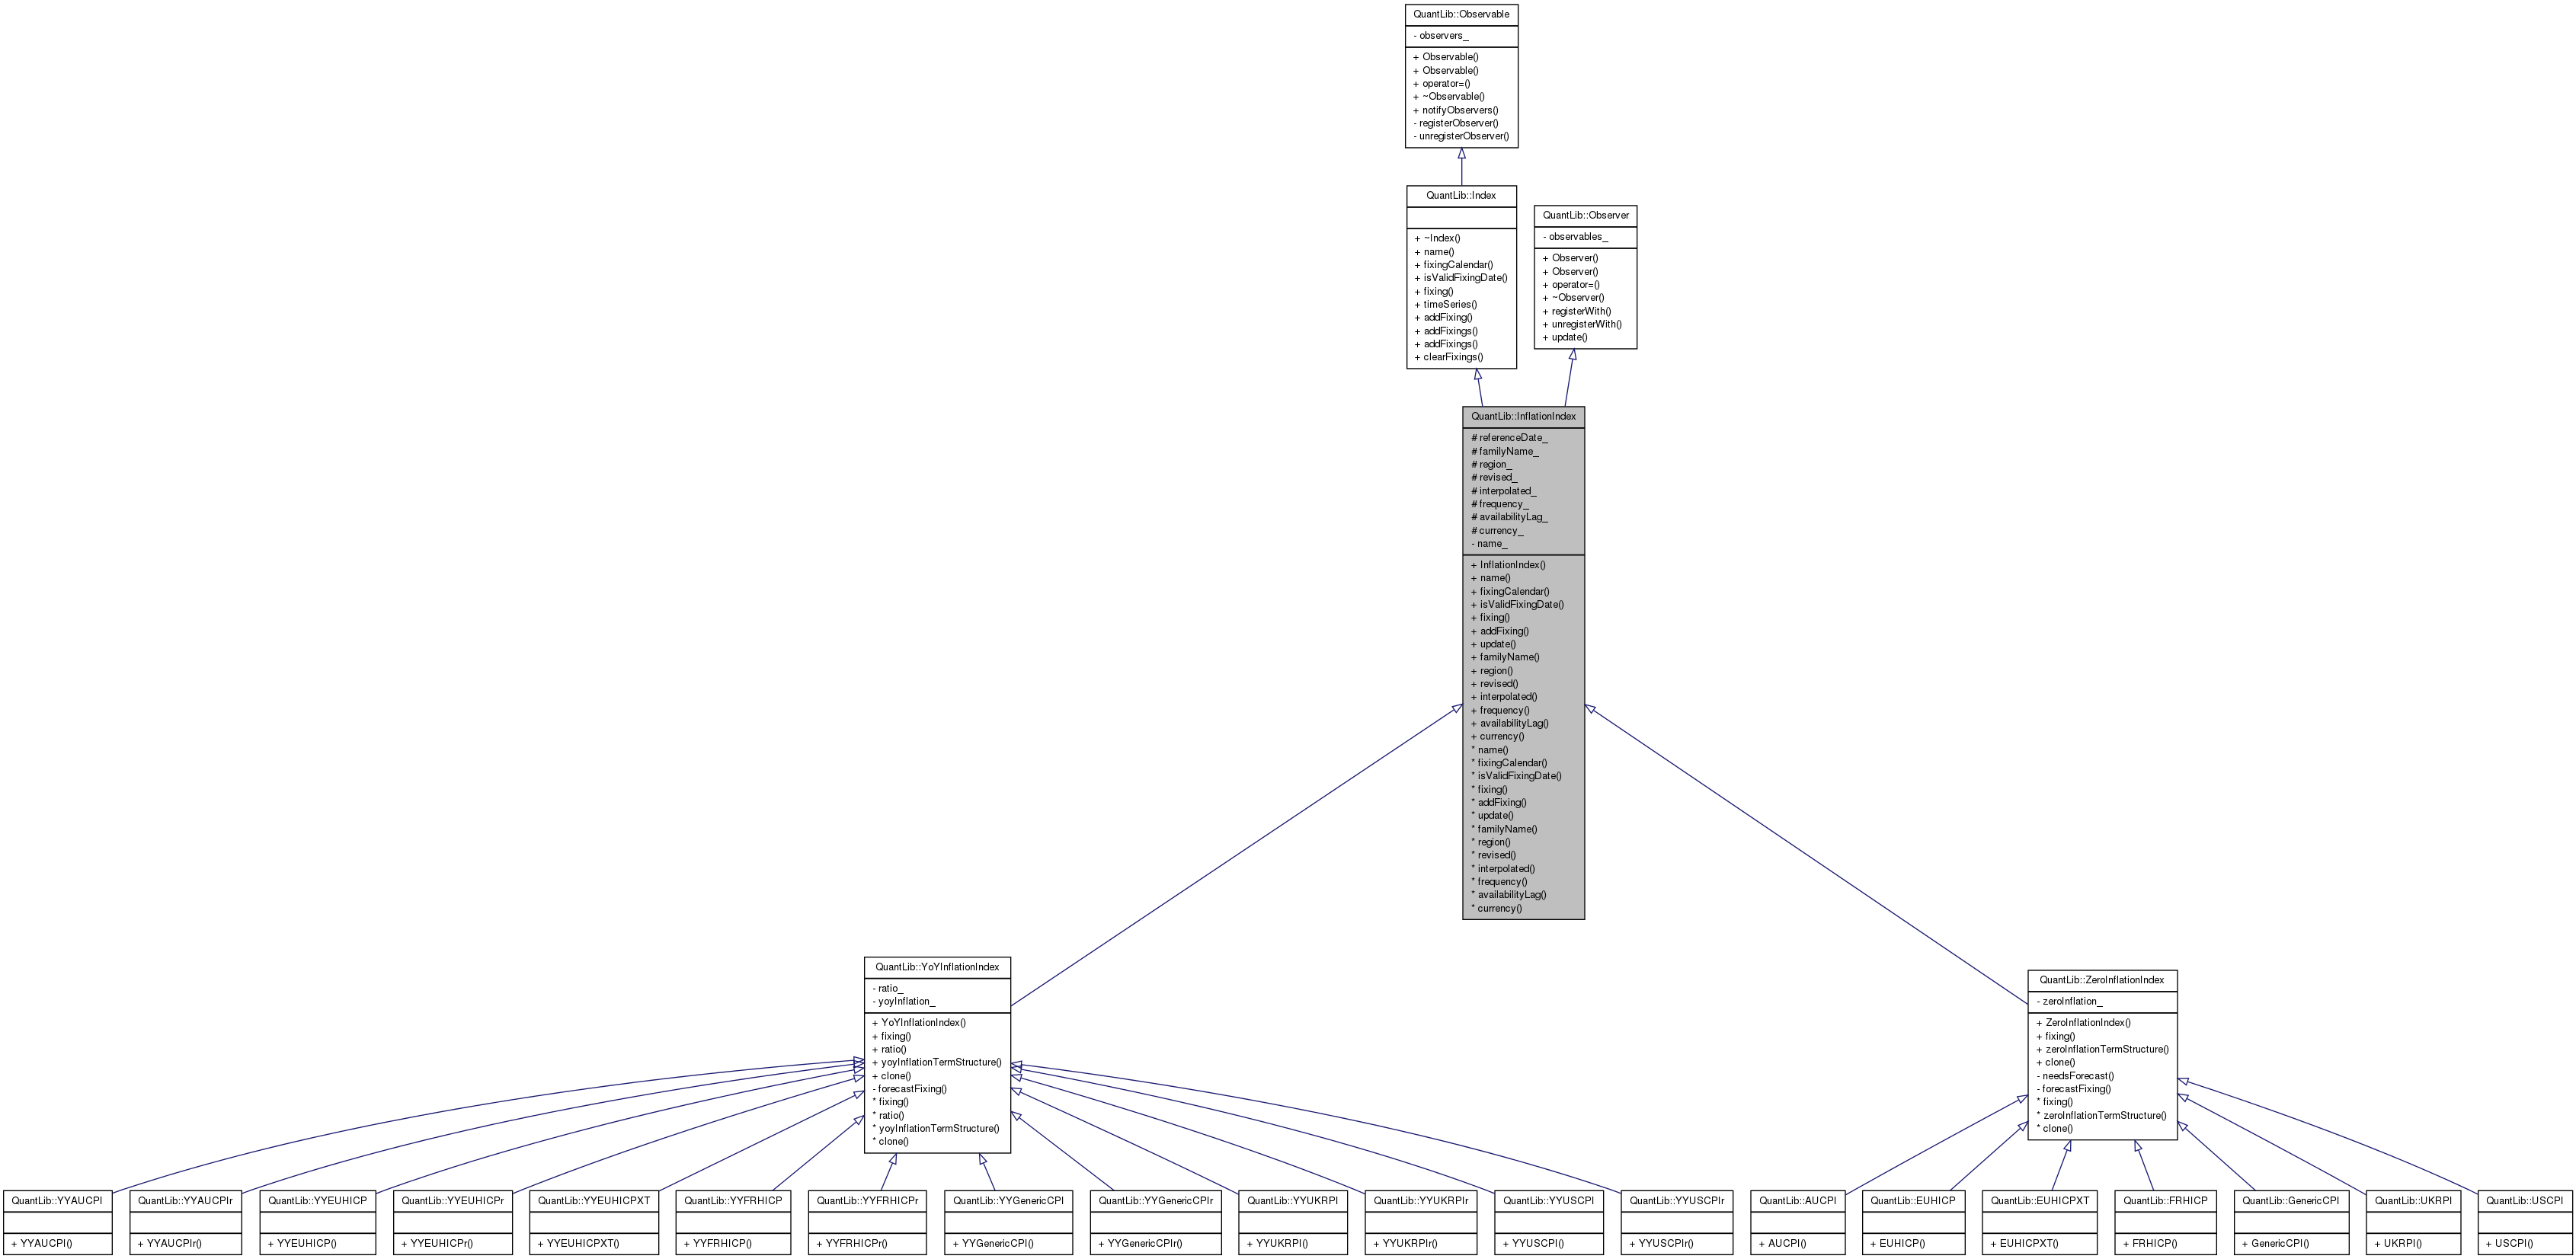 QuantLib::Observable
- observers_
+ Observable()
+ Observable()
+ operator=()
+ ~Observable()
+ notifyObservers()
- registerObserver()
- unregisterObserver()
QuantLib::Index
+ ~Index()
+ name()
+ fixingCalendar()
+ isValidFixingDate()
+ fixing()
+ timeSeries()
+ addFixing()
+ addFixings()
+ addFixings()
+ clearFixings()
QuantLib::Observer
- observables_
+ Observer()
+ Observer()
+ operator=()
+ ~Observer()
+ registerWith()
+ unregisterWith()
+ update()
QuantLib::InflationIndex
# referenceDate_
# familyName_
# region_
# revised_
# interpolated_
# frequency_
# availabilityLag_
# currency_
- name_
+ InflationIndex()
+ name()
+ fixingCalendar()
+ isValidFixingDate()
+ fixing()
+ addFixing()
+ update()
+ familyName()
+ region()
+ revised()
+ interpolated()
+ frequency()
+ availabilityLag()
+ currency()
* name()
* fixingCalendar()
* isValidFixingDate()
* fixing()
* addFixing()
* update()
* familyName()
* region()
* revised()
* interpolated()
* frequency()
* availabilityLag()
* currency()
QuantLib::YoYInflationIndex
- ratio_
- yoyInflation_
+ YoYInflationIndex()
+ fixing()
+ ratio()
+ yoyInflationTermStructure()
+ clone()
- forecastFixing()
* fixing()
* ratio()
* yoyInflationTermStructure()
* clone()
QuantLib::ZeroInflationIndex
- zeroInflation_
+ ZeroInflationIndex()
+ fixing()
+ zeroInflationTermStructure()
+ clone()
- needsForecast()
- forecastFixing()
* fixing()
* zeroInflationTermStructure()
* clone()
QuantLib::YYAUCPI
+ YYAUCPI()
QuantLib::YYAUCPIr
+ YYAUCPIr()
QuantLib::YYEUHICP
+ YYEUHICP()
QuantLib::YYEUHICPr
+ YYEUHICPr()
QuantLib::YYEUHICPXT
+ YYEUHICPXT()
QuantLib::YYFRHICP
+ YYFRHICP()
QuantLib::YYFRHICPr
+ YYFRHICPr()
QuantLib::YYGenericCPI
+ YYGenericCPI()
QuantLib::YYGenericCPIr
+ YYGenericCPIr()
QuantLib::YYUKRPI
+ YYUKRPI()
QuantLib::YYUKRPIr
+ YYUKRPIr()
QuantLib::YYUSCPI
+ YYUSCPI()
QuantLib::YYUSCPIr
+ YYUSCPIr()
QuantLib::AUCPI
+ AUCPI()
QuantLib::EUHICP
+ EUHICP()
QuantLib::EUHICPXT
+ EUHICPXT()
QuantLib::FRHICP
+ FRHICP()
QuantLib::GenericCPI
+ GenericCPI()
QuantLib::UKRPI
+ UKRPI()
QuantLib::USCPI
+ USCPI()